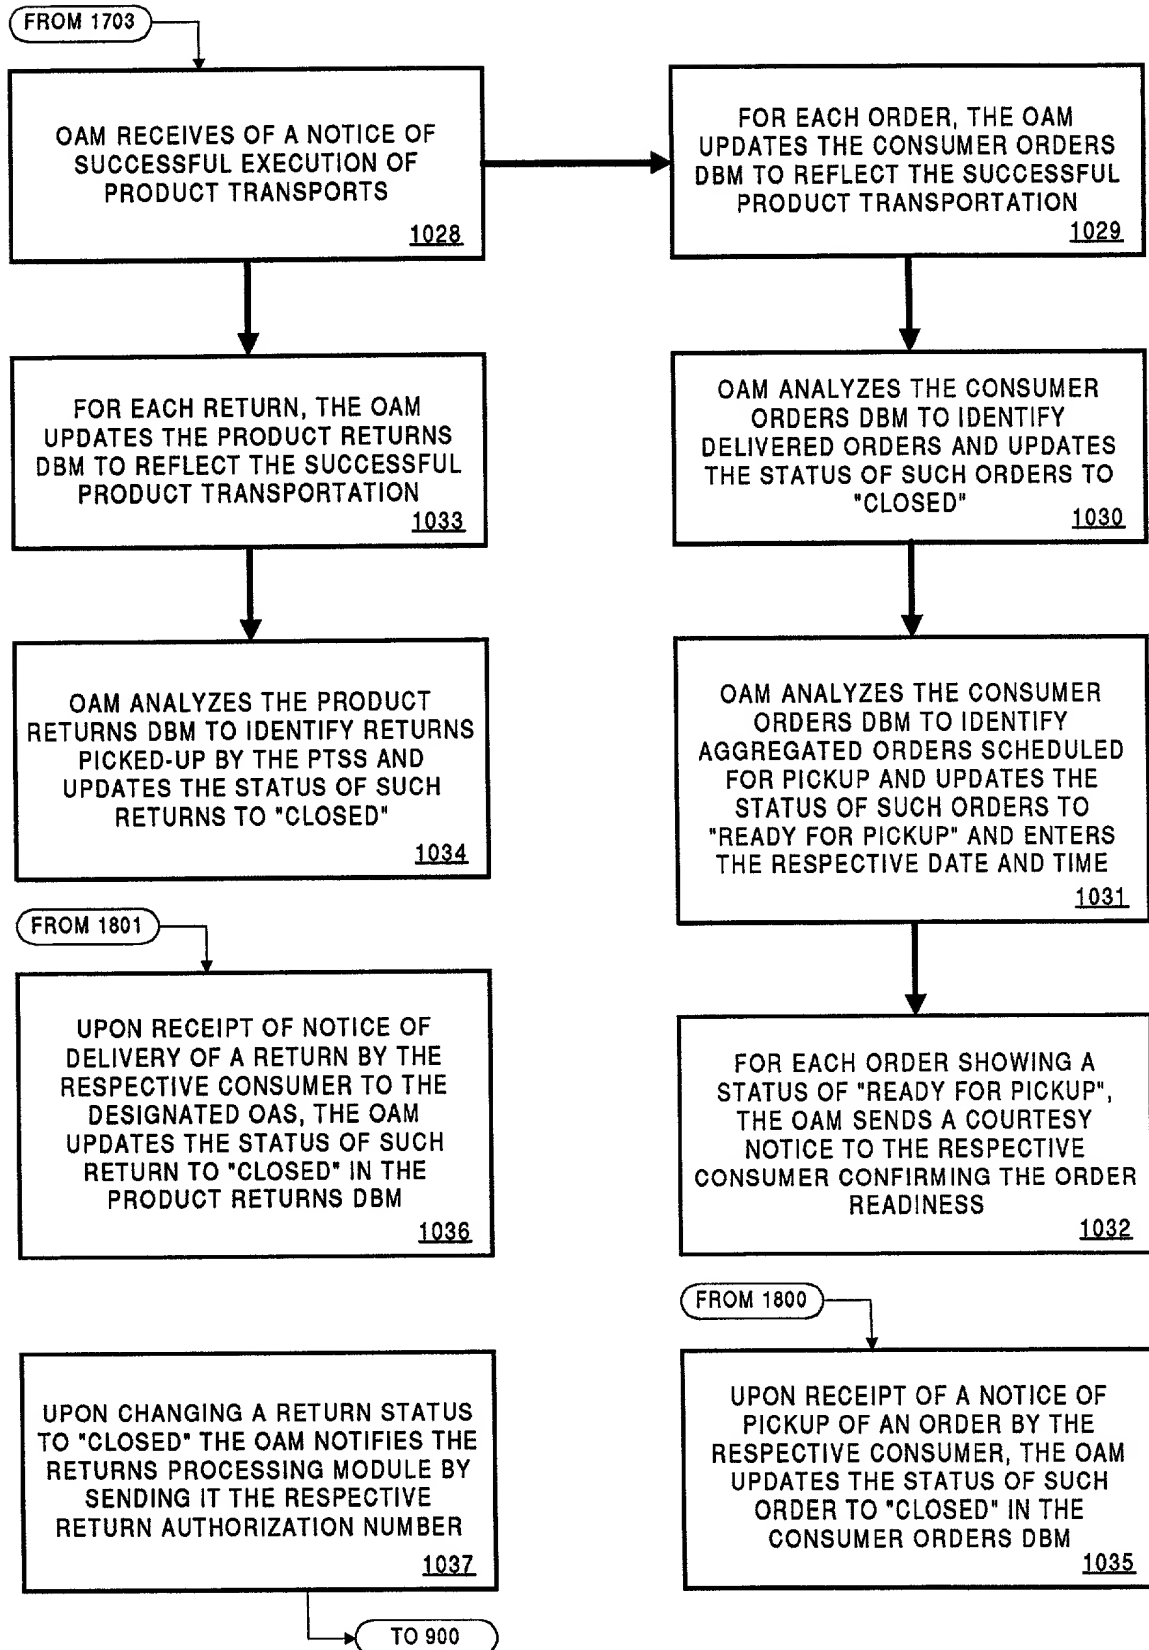 FROM 1703
OAM RECEIVES OF A NOTICE OF
SUCCESSFUL EXECUTION OF
PRODUCT TRANSPORTS
1028
FOR EACH ORDER, THE OAM
UPDATES THE CONSUMER ORDERS
DBM TO REFLECT THE SUCCESSFUL
PRODUCT TRANSPORTATION
1029
FOR EACH RETURN, THE OAM
UPDATES THE PRODUCT RETURNS
DBM TO REFLECT THE SUCCESSFUL
PRODUCT TRANSPORTATION
1033
OAM ANALYZES THE CONSUMER
ORDERS DBM TO IDENTIFY
DELIVERED ORDERS AND UPDATES
THE STATUS OF SUCH ORDERS TO
"CLOSED"
1030
OAM ANALYZES THE PRODUCT
RETURNS DBM TO IDENTIFY RETURNS
PICKED-UP BY THE PTSS AND
UPDATES THE STATUS OF SUCH
RETURNS TO "CLOSED"
1034
OAM ANALYZES THE CONSUMER
ORDERS DBM TO IDENTIFY
AGGREGATED ORDERS SCHEDULED
FOR PICKUP AND UPDATES THE
STATUS OF SUCH ORDERS TO
"READY FOR PICKUP" AND ENTERS
THE RESPECTIVE DATE AND TIME
1031
FROM 1801
UPON RECEIPT OF NOTICE OF
DELIVERY OF A RETURN BY THE
RESPECTIVE CONSUMER TO THE
DESIGNATED OAS, THE OAM
UPDATES THE STATUS OF SUCH
RETURN TO "CLOSED" IN THE
PRODUCT RETURNS DBM
1036
FOR EACH ORDER SHOWING A
STATUS OF "READY FOR PICKUP",
THE OAM SENDS A COURTESY
NOTICE TO THE RESPECTIVE
CONSUMER CONFIRMING THE ORDER
READINESS
1032
FROM 1800
UPON CHANGING A RETURN STATUS
TO "CLOSED" THE OAM NOTIFIES THE
RETURNS PROCESSING MODULE BY
SENDING IT THE RESPECTIVE
RETURN AUTHORIZATION NUMBER
1037
UPON RECEIPT OF A NOTICE OF
PICKUP OF AN ORDER BY THE
RESPECTIVE CONSUMER, THE OAM
UPDATES THE STATUS OF SUCH
ORDER TO "CLOSED" IN THE
CONSUMER ORDERS DBM
1035
TO 900